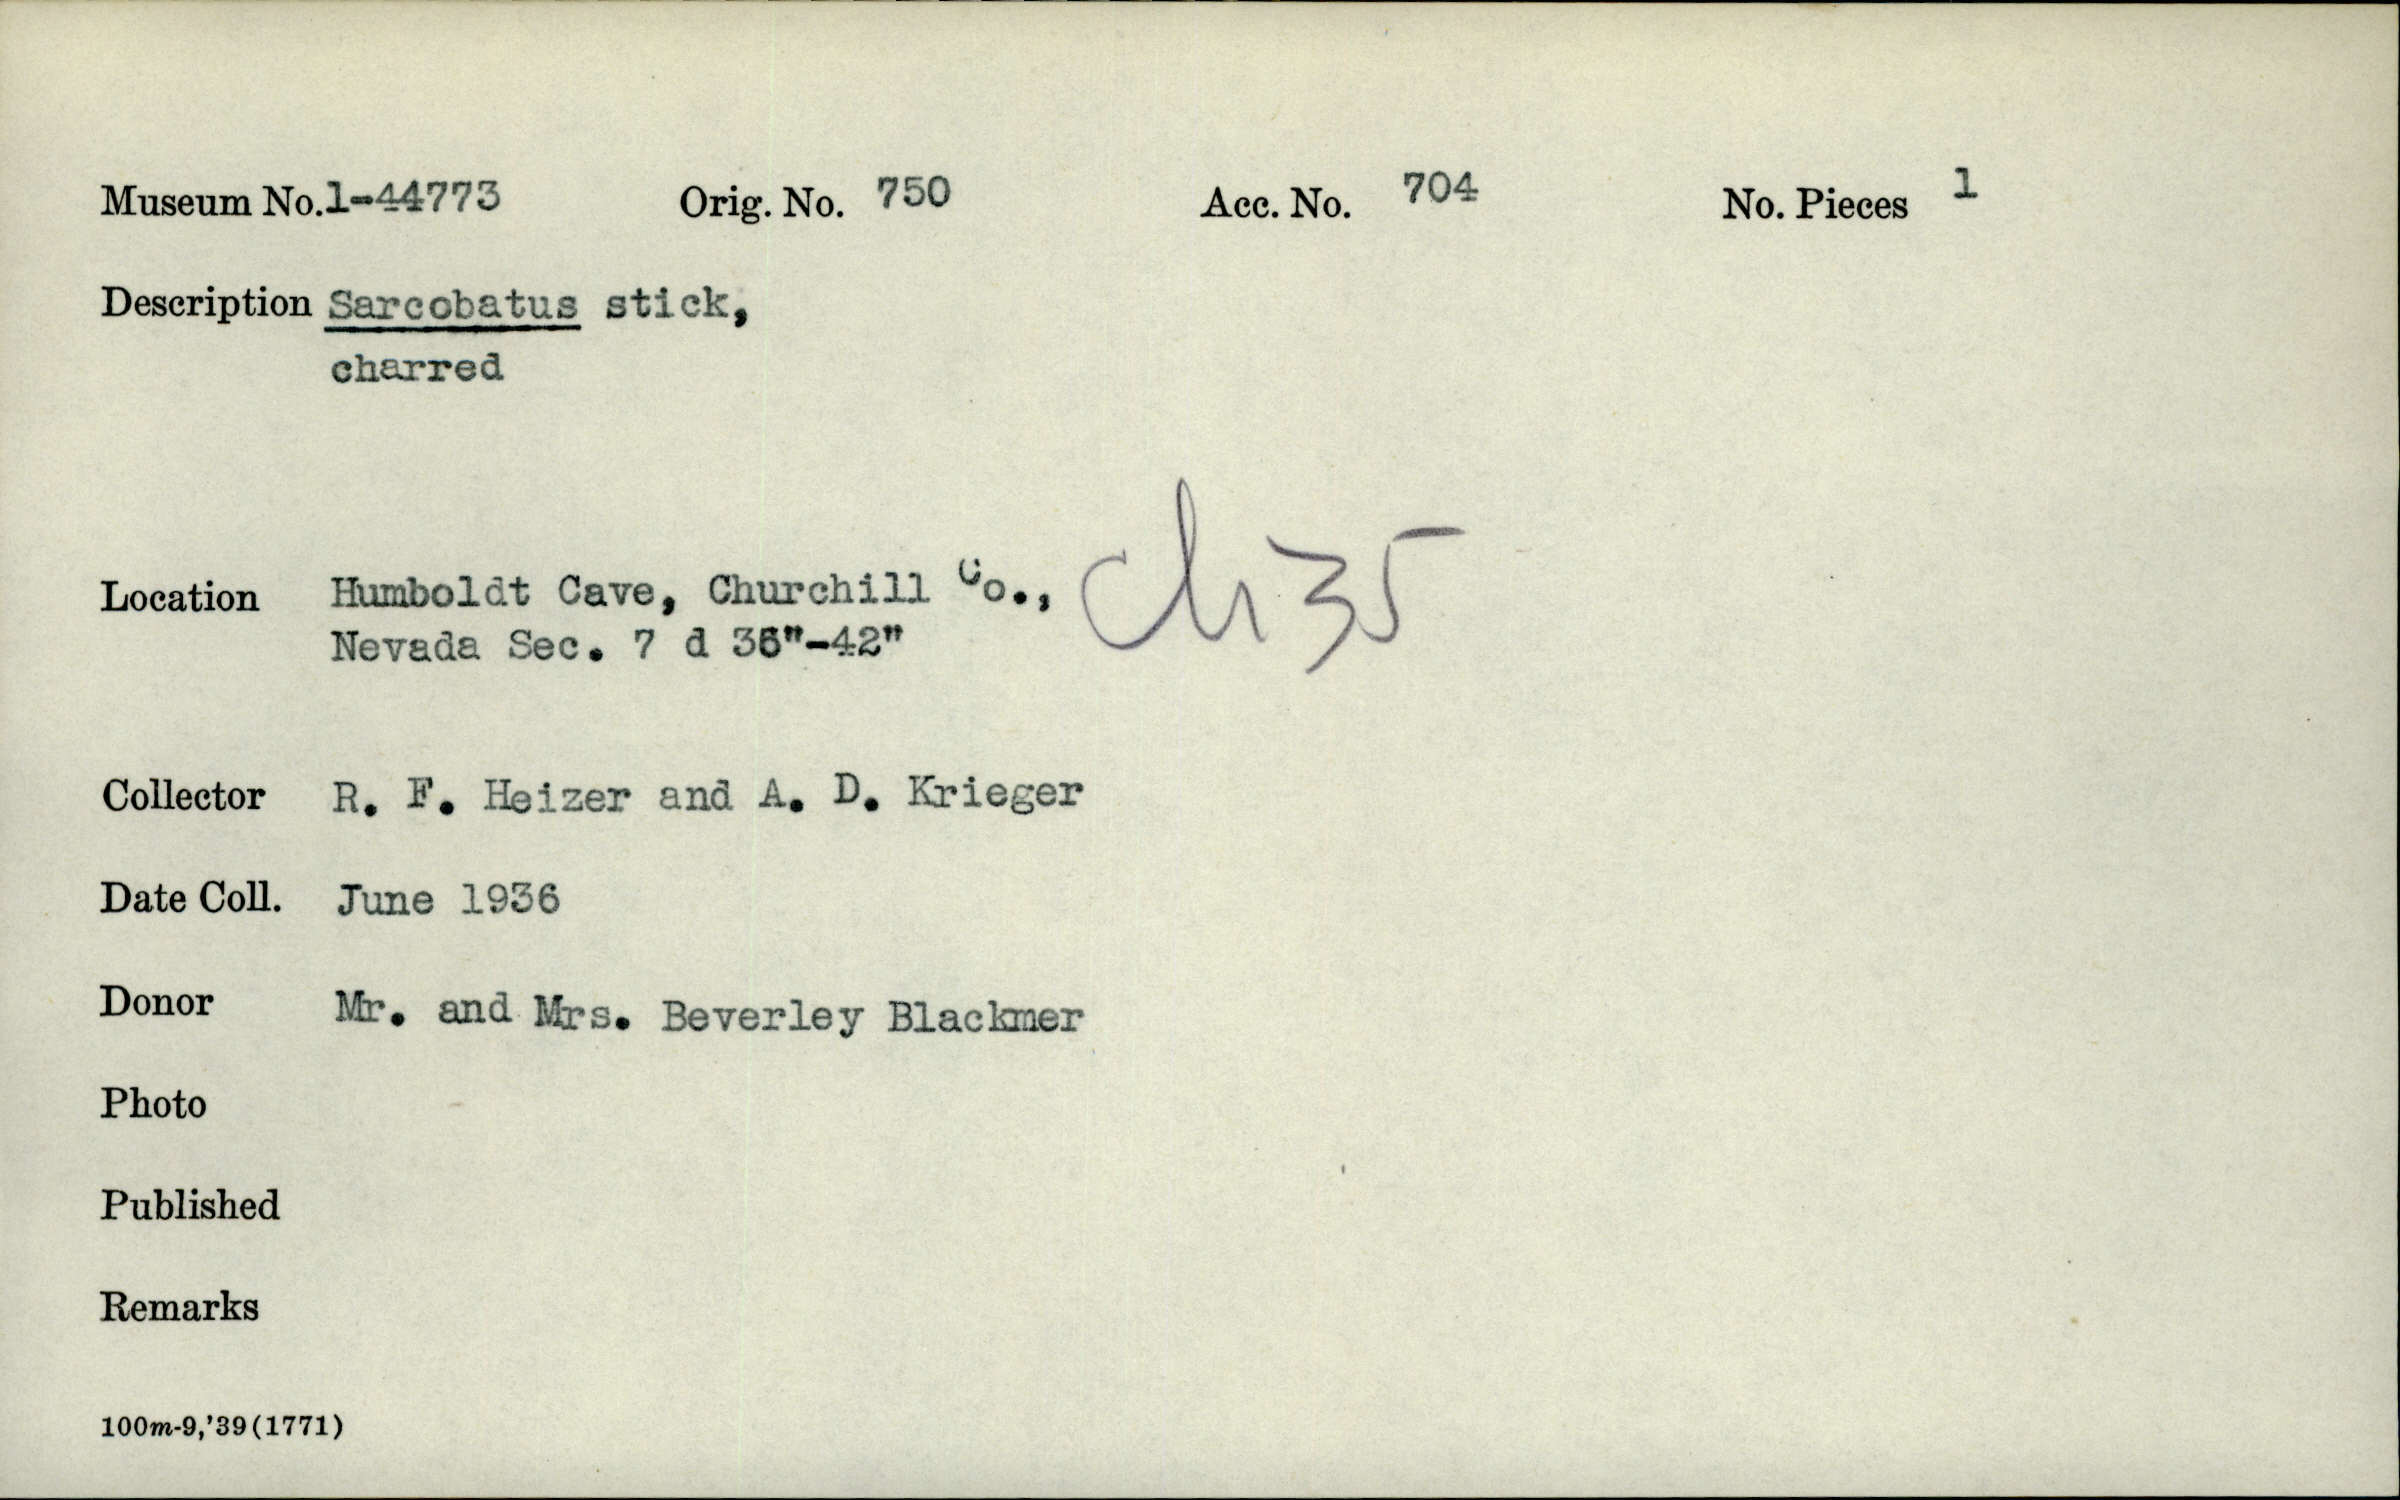 Museum No. 1-44773 Orig. No. 750 Acc. No. 704 No. Pieces 1
Description Sarcobatus stick,
charred
Location Humboldt Cave, Churchill Co., Ch 35
Nevada Sec. 7 d 36"-42"
Collector R. F. Heizer and A. D. Krieger
Date Coll. June 1936
Donor Mr. and Mrs. Beverley Blackmer
Photo
Published
Remarks
100m-9,'39(1771)